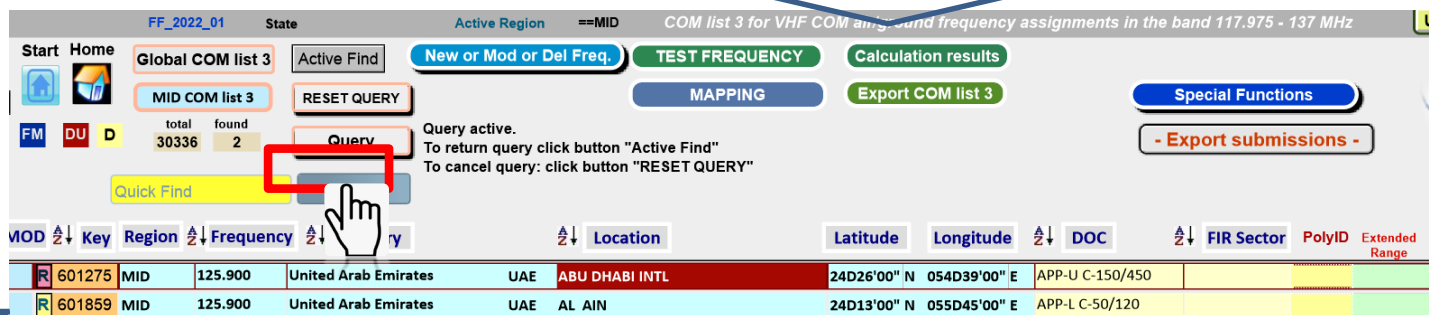 FF_2022_01 State Active Region ==MID COM list 3 for VHF COM air/ground frequency assignments in the band 117.975 - 137 MHz
Start Home Global COM list 3 Active Find New or Mod or Del Freq. TEST FREQUENCY Calculation results
MID COM list 3 RESET QUERY MAPPING Export COM list 3 Special Functions
FM DU D total found Query Query active. - Export submissions -
30336 2 To return query click button "Active Find"
To cancel query: click button "RESET QUERY"
Quick Find
MOD Key Region Frequency Location Latitude Longitude DOC FIR Sector PolyID Extended Range
R 601275 MID 125.900 United Arab Emirates UAE ABU DHABI INTL 24D26'00" N 054D39'00" E APP-U C-150/450
R 601859 MID 125.900 United Arab Emirates UAE AL AIN 24D13'00" N 055D45'00" E APP-L C-50/120